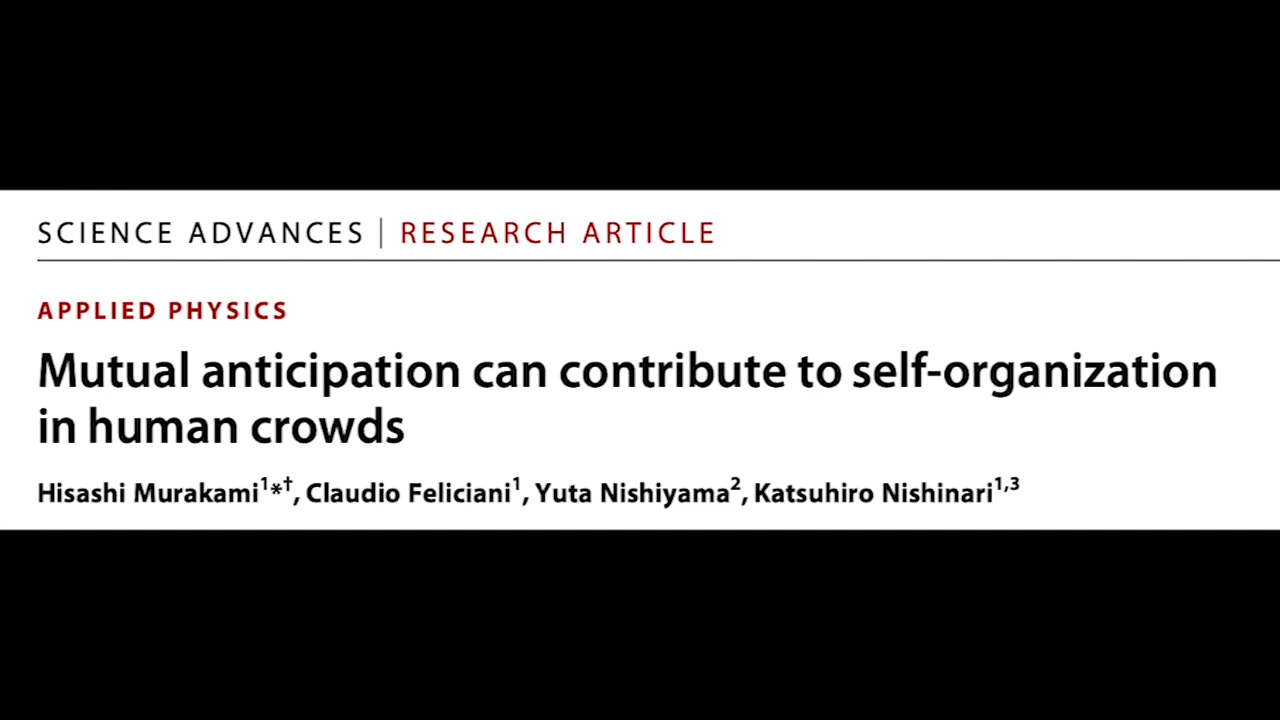 SCIENCE ADVANCES | RESEARCH ARTICLE
APPLIED PHYSICS
Mutual anticipation can contribute to self-organization
in human crowds
Hisashi Murakami¹*†, Claudio Feliciani¹, Yuta Nishiyama², Katsuhiro Nishinari¹,³